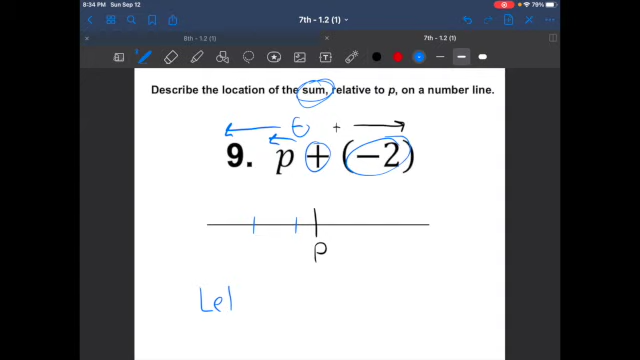 8:34 PM Sun Sep 12
79%
7th - 1.2 (1)
8th - 1.2 (1)
7th - 1.2 (1)
Describe the location of the sum, relative to p, on a number line.
+
9. p + (−2)
p
Lel